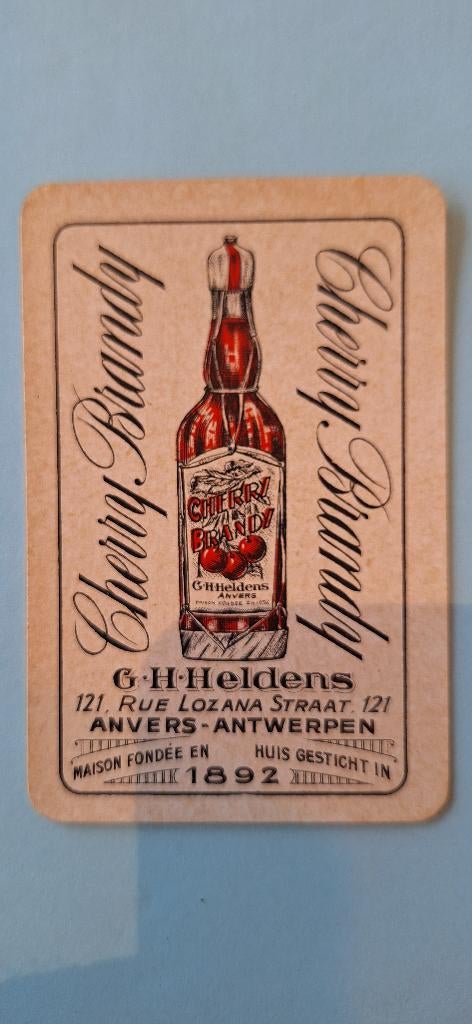 Cherry Brandy
Cherry Brandy
CHERRY
BRANDY
G·H·Heldens
ANVERS
G·H·Heldens
121, RUE LOZANA STRAAT. 121
ANVERS-ANTWERPEN
MAISON FONDÉE EN HUIS GESTICHT IN
1892